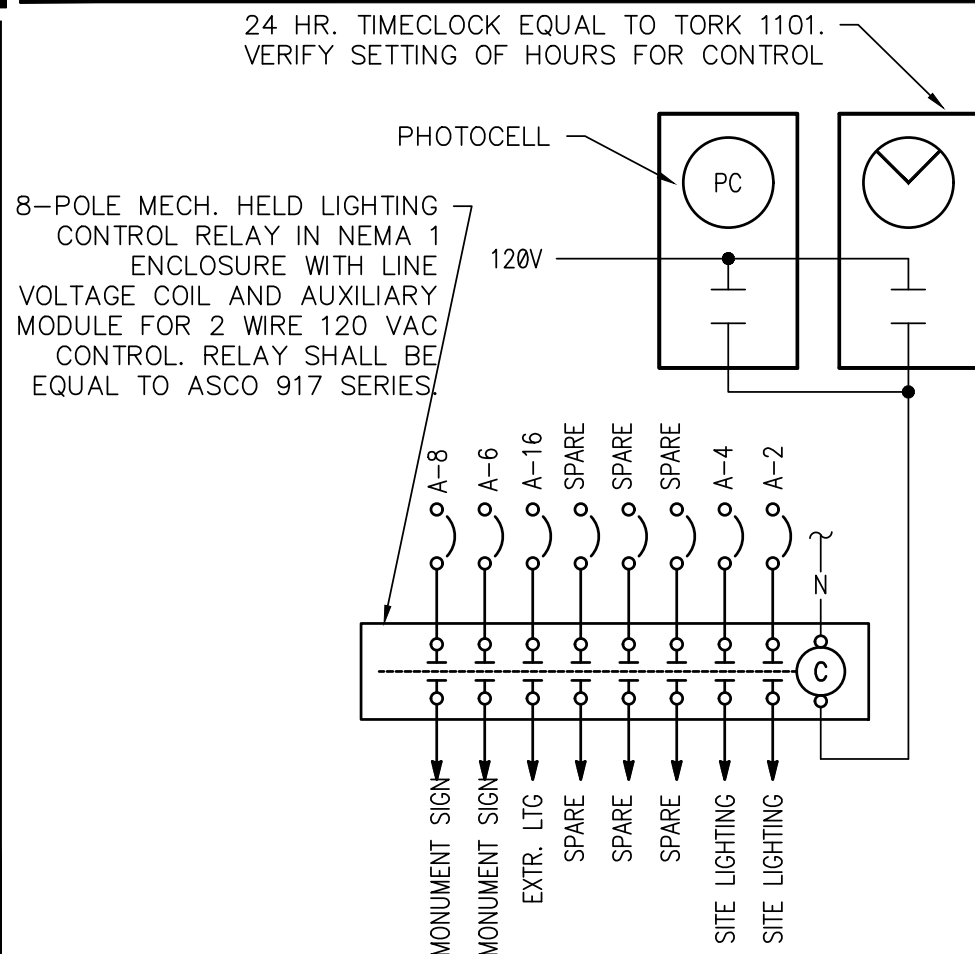 24 HR. TIMECLOCK EQUAL TO TORK 1101.
VERIFY SETTING OF HOURS FOR CONTROL
PHOTOCELL
PC
8-POLE MECH. HELD LIGHTING
CONTROL RELAY IN NEMA 1
ENCLOSURE WITH LINE
VOLTAGE COIL AND AUXILIARY
MODULE FOR 2 WIRE 120 VAC
CONTROL. RELAY SHALL BE
EQUAL TO ASCO 917 SERIES.
120V
A-8
A-6
A-16
SPARE
SPARE
SPARE
A-4
A-2
N
C
MONUMENT SIGN
MONUMENT SIGN
EXTR. LTG
SPARE
SPARE
SPARE
SITE LIGHTING
SITE LIGHTING